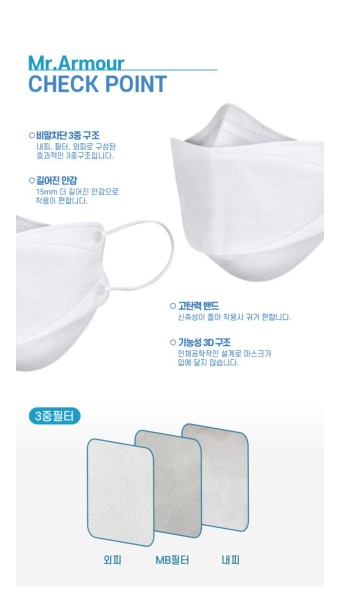 Mr.Armour
CHECK POINT
비말차단 3중 구조
내피, 필터, 외피로 구성된
효과적인 3중구조입니다.
길어진 안감
15mm 더 길어진 안감으로
착용이 편합니다.
고탄력 밴드
신축성이 좋아 착용시 귀가 편합니다.
기능성 3D 구조
인체공학적인 설계로 마스크가
입에 닿지 않습니다.
3중필터
외피
MB필터
내피